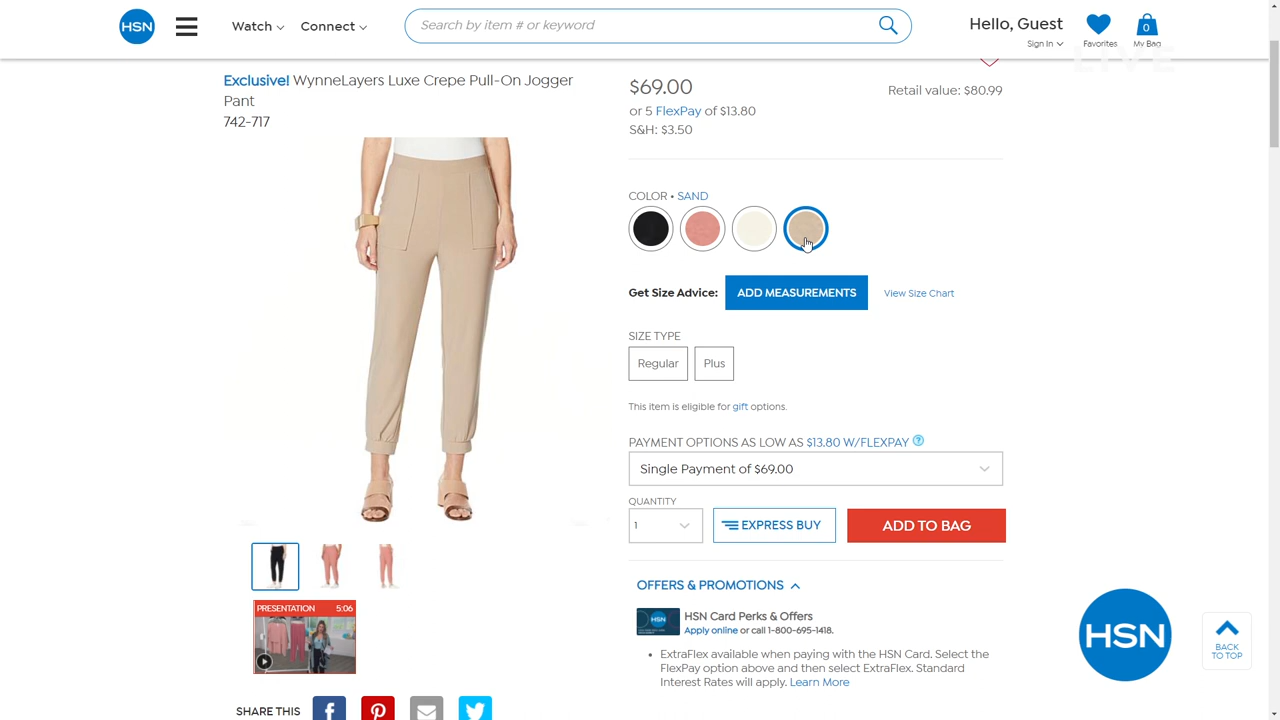 HSN
Watch
Connect
Search by item # or keyword
Hello, Guest
Sign In
Favorites
0
My Bag
LIVE
Exclusive! WynneLayers Luxe Crepe Pull-On Jogger
Pant
742-717
$69.00
Retail value: $80.99
or 5 FlexPay of $13.80
S&H: $3.50
COLOR • SAND
Get Size Advice:
ADD MEASUREMENTS
View Size Chart
SIZE TYPE
Regular
Plus
This item is eligible for gift options.
PAYMENT OPTIONS AS LOW AS $13.80 W/FLEXPAY ?
Single Payment of $69.00
QUANTITY
1
EXPRESS BUY
ADD TO BAG
OFFERS & PROMOTIONS
HSN
HSN Card Perks & Offers
Apply online or call 1-800-695-1418.
• ExtraFlex available when paying with the HSN Card. Select the
FlexPay option above and then select ExtraFlex. Standard
Interest Rates will apply. Learn More
PRESENTATION 5:06
SHARE THIS
HSN
BACK
TO TOP